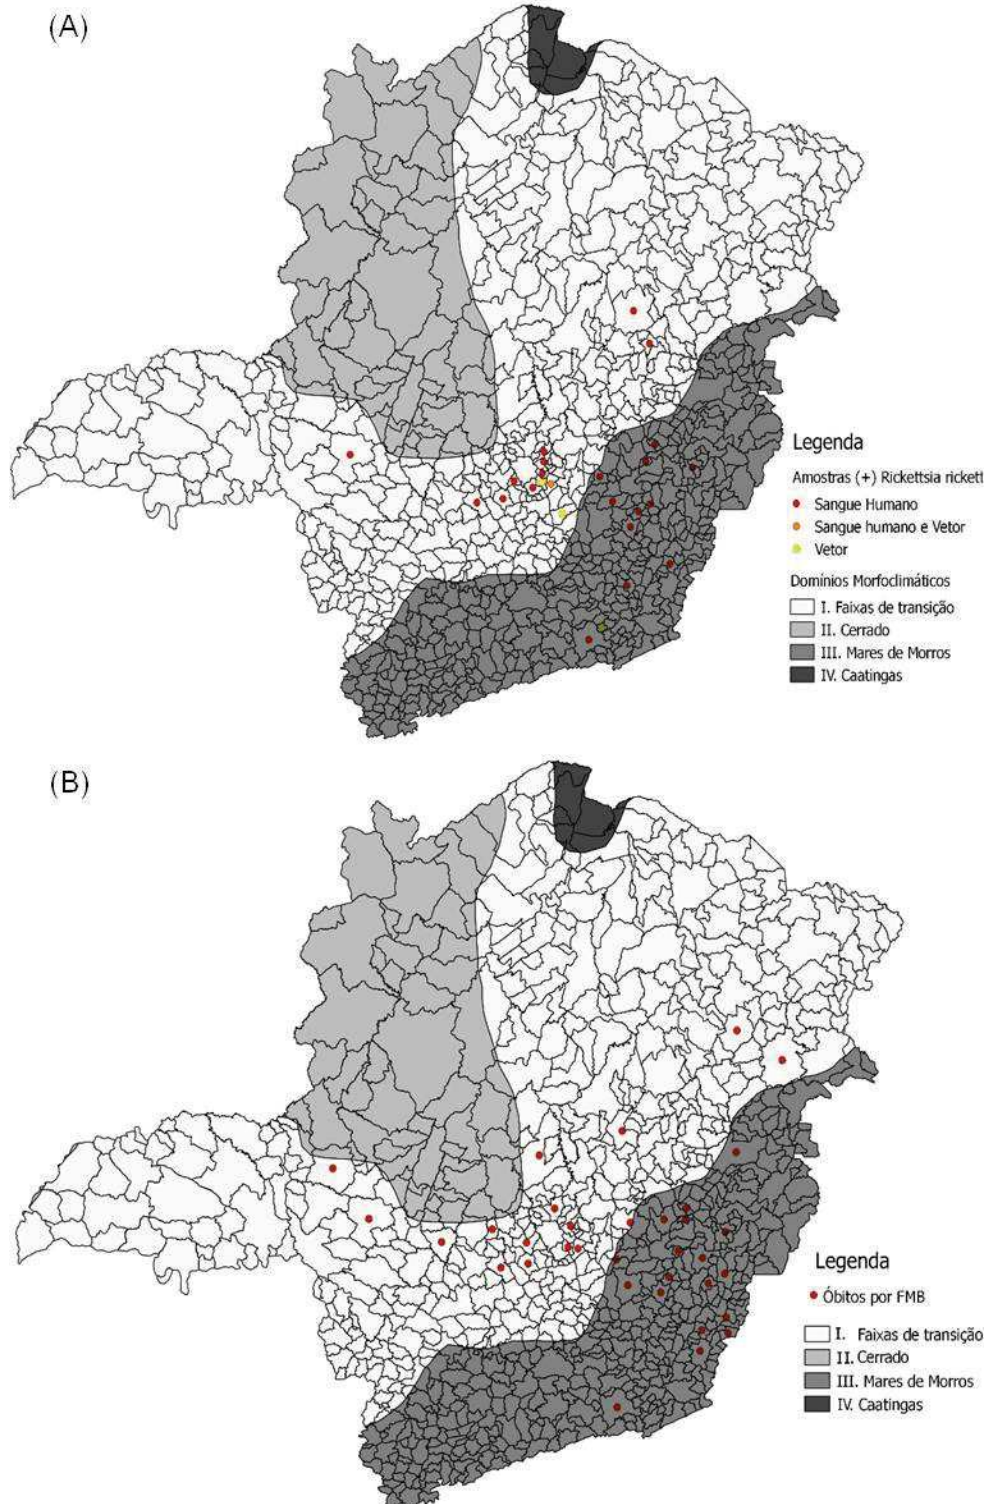 (A)
Legenda
Amostras (+) Rickettsia rickett
Sangue Humano
Sangue humano e Vetor
Vetor
Domínios Morfoclimáticos
I. Faixas de transição
II. Cerrado
III. Mares de Morros
IV. Caatingas
(B)
Legenda
Óbitos por FMB
I. Faixas de transição
II. Cerrado
III. Mares de Morros
IV. Caatingas